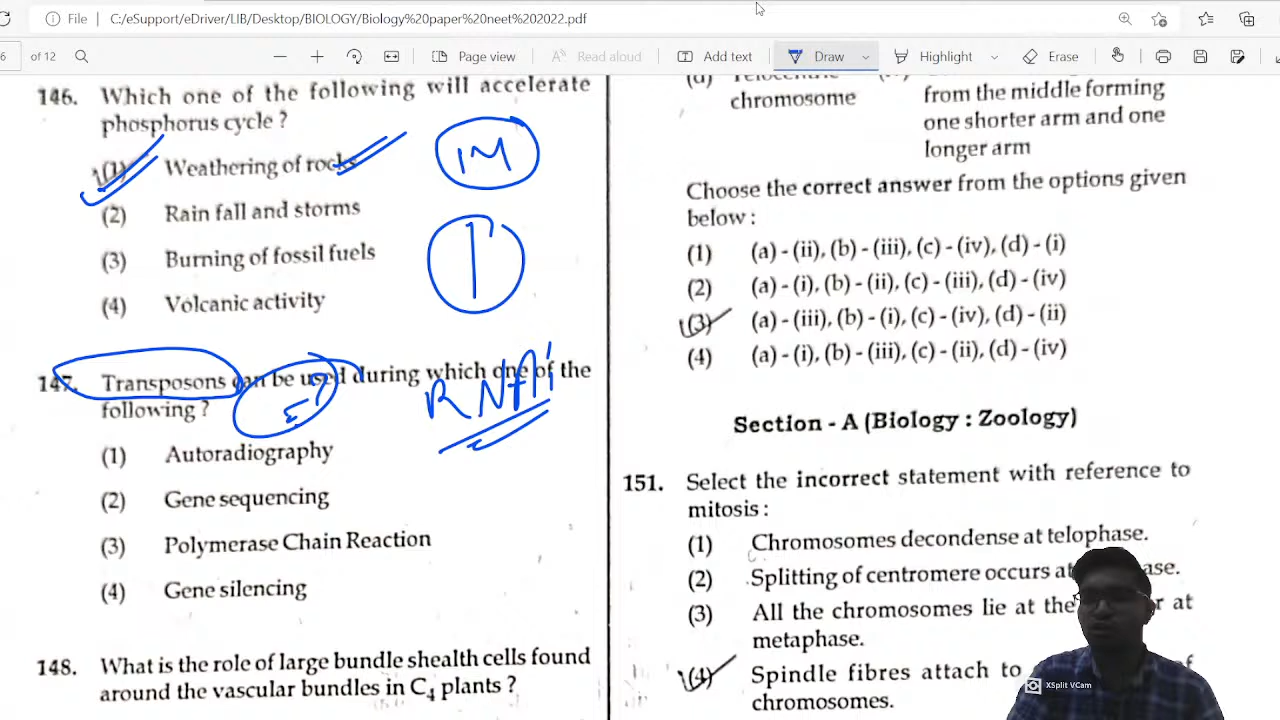 File
C:/eSupport/eDriver/LIB/Desktop/BIOLOGY/Biology%20paper%20neet%202022.pdf
6 of 12
Page view
Read aloud
Add text
Draw
Highlight
Erase
146. Which one of the following will accelerate
phosphorus cycle ?
(1) Weathering of rocks
(2) Rain fall and storms
(3) Burning of fossil fuels
(4) Volcanic activity
147. Transposons can be used during which one of the
following ?
RNAi
(1) Autoradiography
(2) Gene sequencing
(3) Polymerase Chain Reaction
(4) Gene silencing
148. What is the role of large bundle shealth cells found
around the vascular bundles in C4 plants ?
(d) Telocentric
chromosome
from the middle forming
one shorter arm and one
longer arm
Choose the correct answer from the options given
below :
(1) (a) - (ii), (b) - (iii), (c) - (iv), (d) - (i)
(2) (a) - (i), (b) - (ii), (c) - (iii), (d) - (iv)
(3) (a) - (iii), (b) - (i), (c) - (iv), (d) - (ii)
(4) (a) - (i), (b) - (iii), (c) - (ii), (d) - (iv)
Section - A (Biology : Zoology)
151. Select the incorrect statement with reference to
mitosis :
(1) Chromosomes decondense at telophase.
(2) Splitting of centromere occurs at
(3) All the chromosomes lie at the at
metaphase.
(4) Spindle fibres attach to
chromosomes.
XSplit VCam